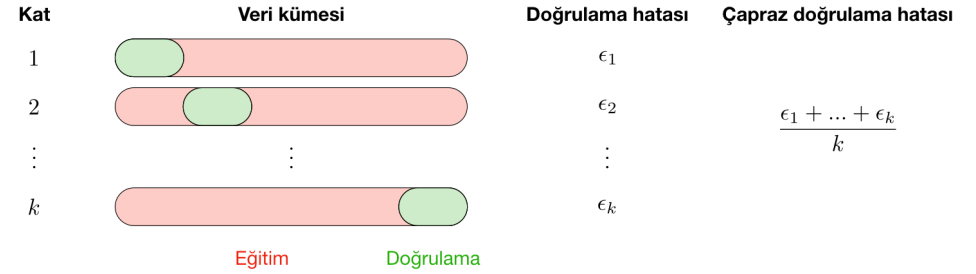 Kat Veri kümesi Doğrulama hatası Çapraz doğrulama hatası
1 ϵ₁
2 ϵ₂
⋮ ⋮ ⋮
(ϵ₁ + ... + ϵₖ) / k
k ϵₖ
Eğitim Doğrulama